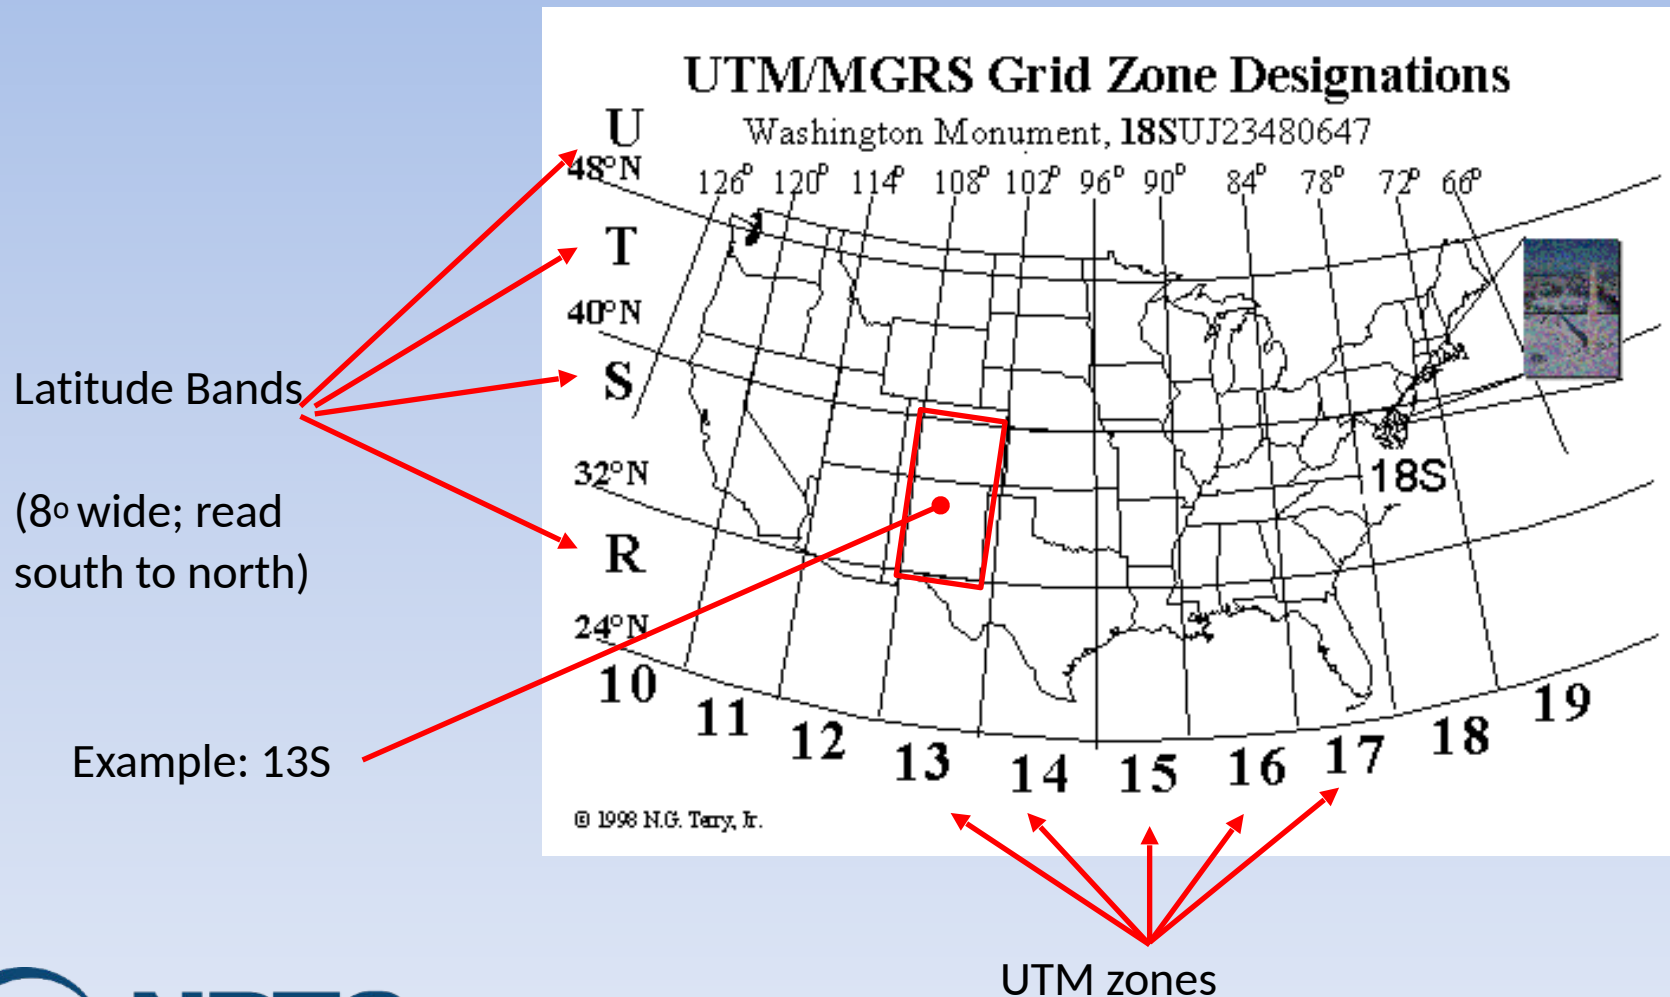 UTM/MGRS Grid Zone Designations
Washington Monument, 18SUJ23480647
U
48°N
126° 120° 114° 108° 102° 96° 90° 84° 78° 72° 66°
T
40°N
S
Latitude Bands
32°N
18S
(8o wide; read
south to north)
R
24°N
10
11
12
13
14
15
16
17
18
19
Example: 13S
© 1998 N.G. Terry, Jr.
UTM zones